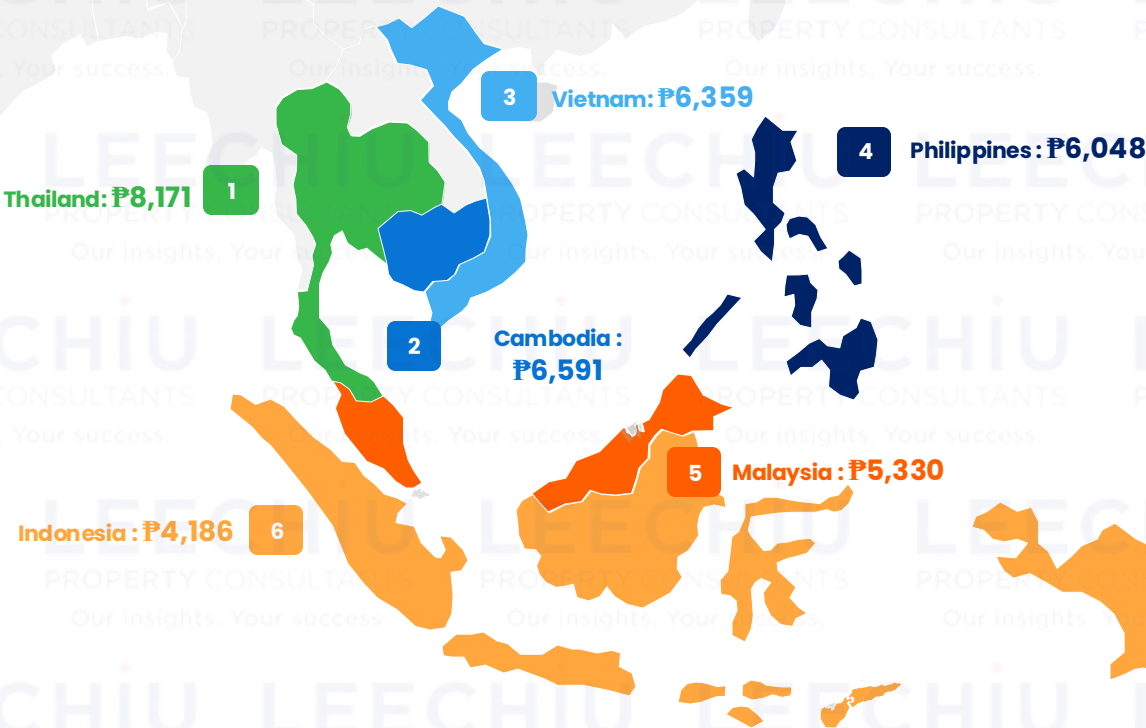 3
Vietnam: ₱6,359
4
Philippines : ₱6,048
1
Thailand: ₱8,171
2
Cambodia :
₱6,591
5
Malaysia : ₱5,330
6
Indonesia : ₱4,186
LEECHIU
PROPERTY CONSULTANTS
Our insights. Your success.